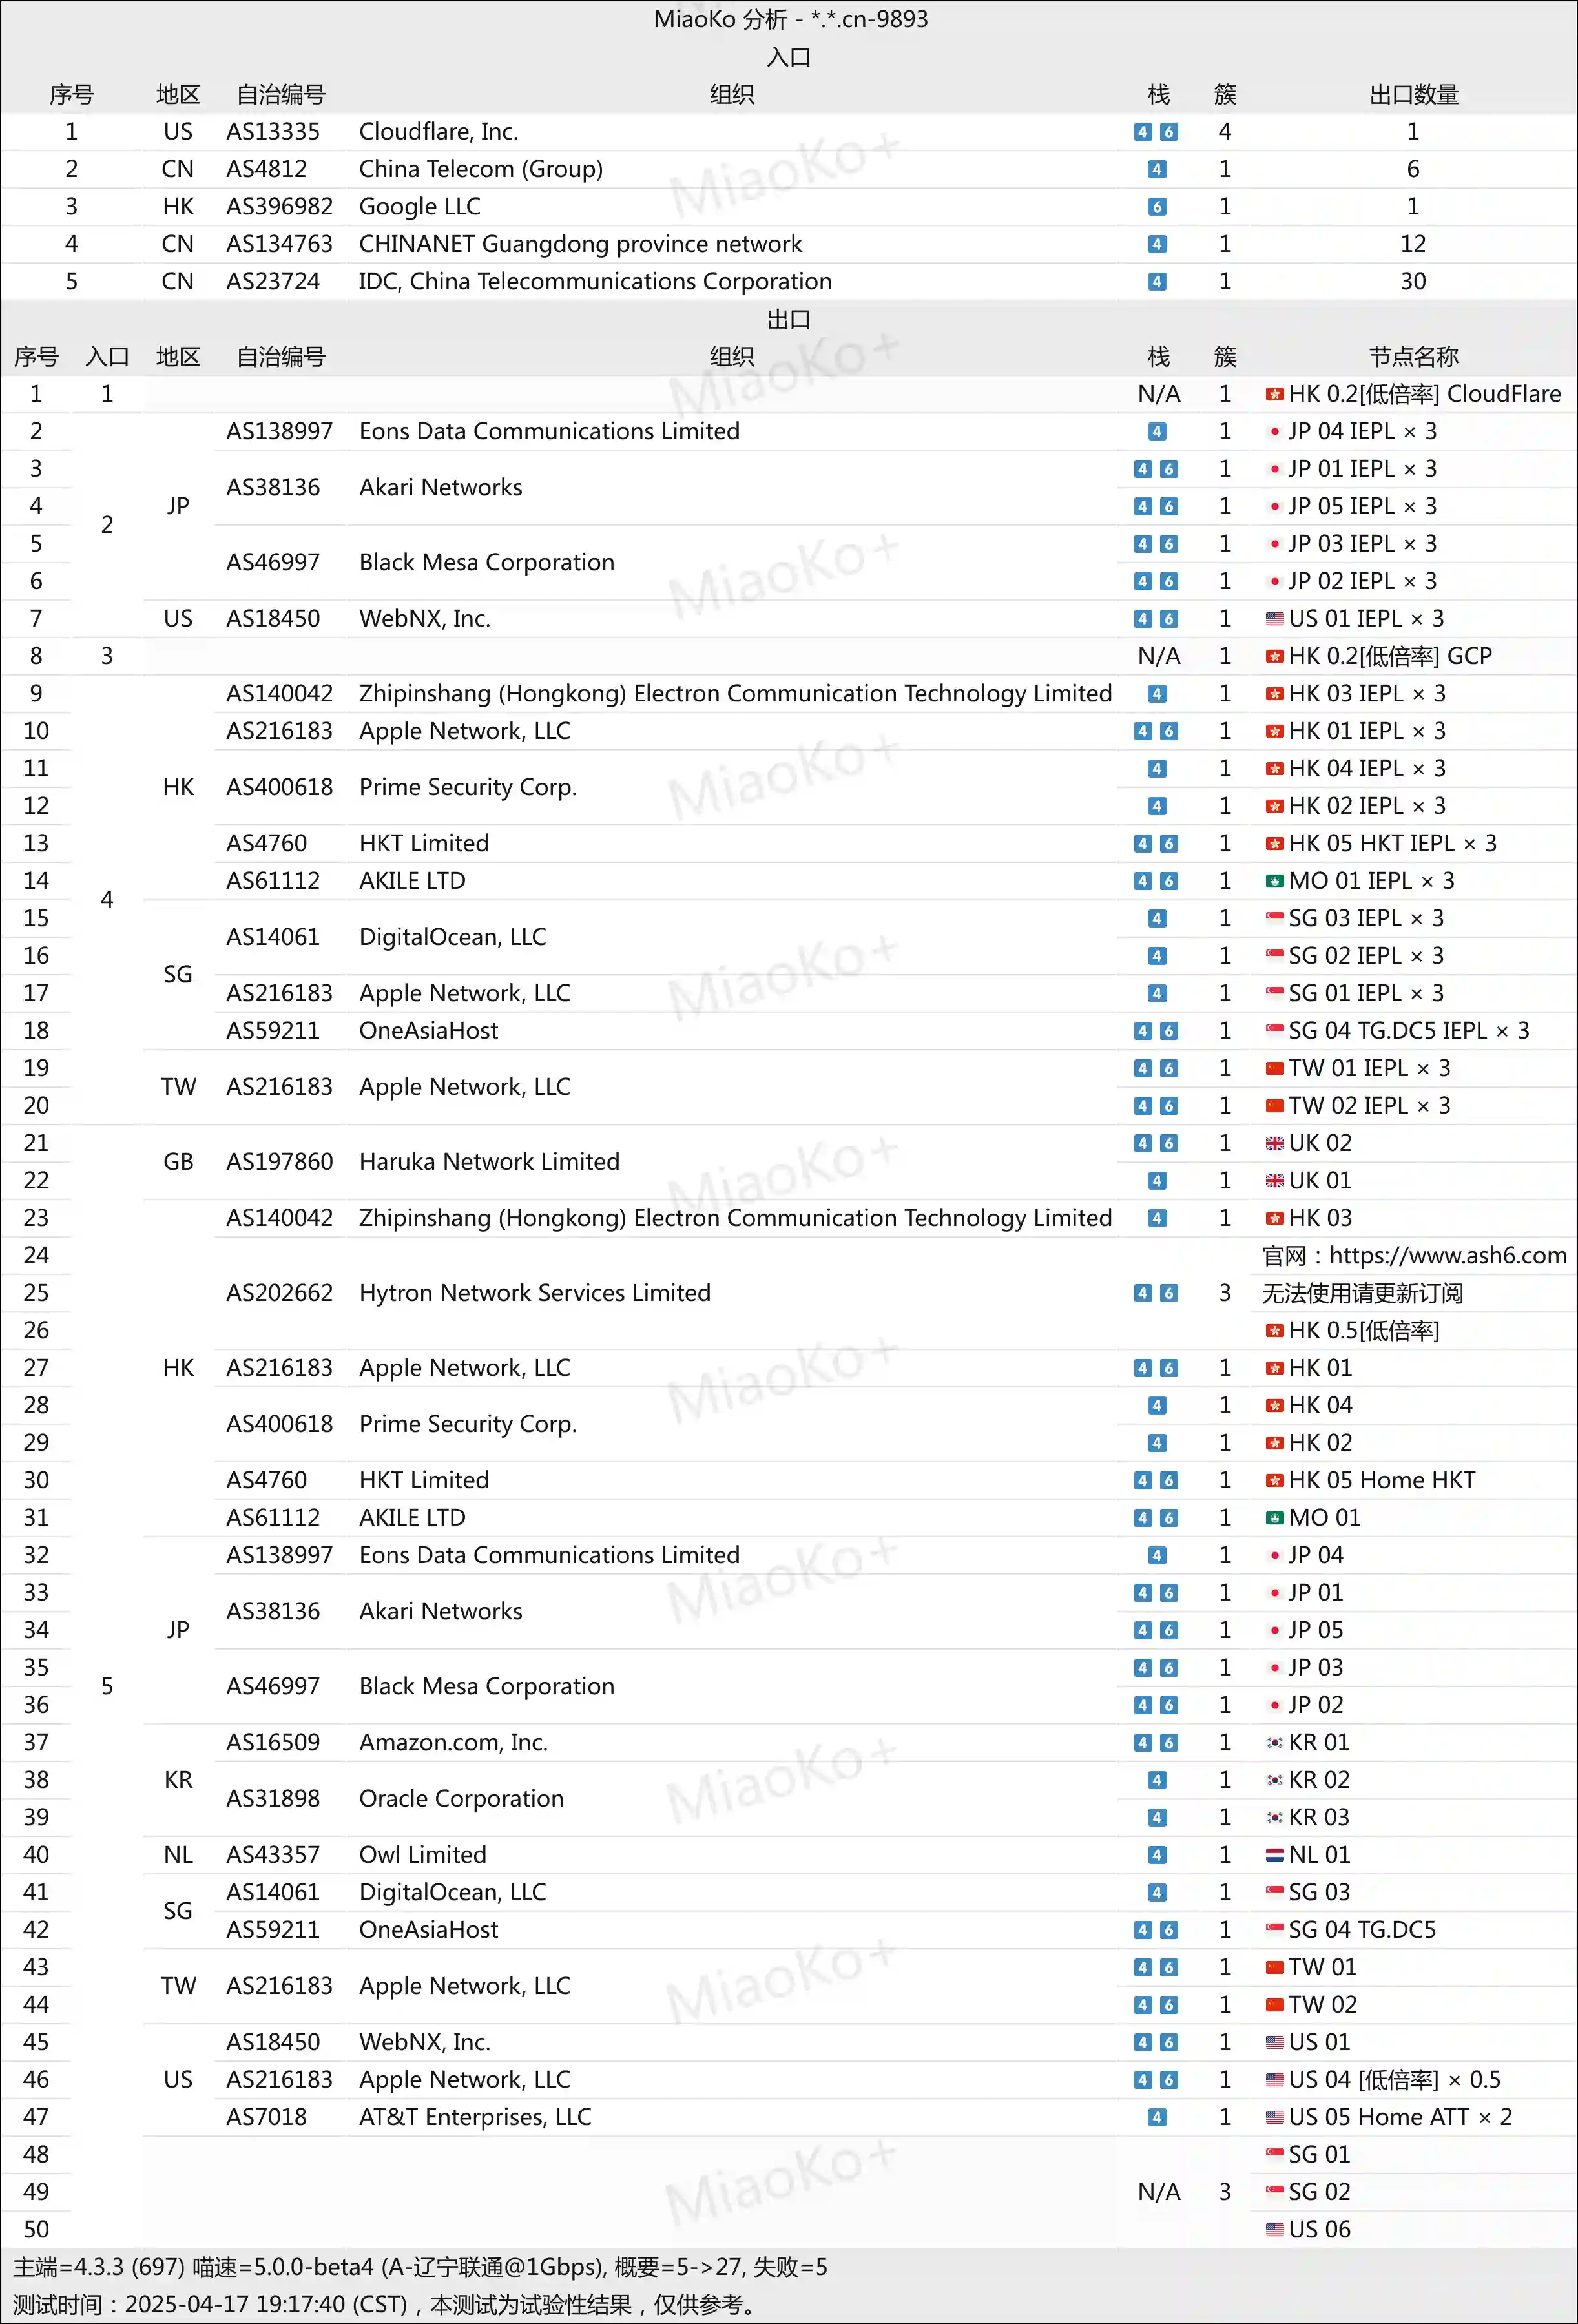 MiaoKo 分析 - *.*.cn-9893
入口
序号 地区 自治编号 组织 栈 簇 出口数量
1 US AS13335 Cloudflare, Inc. 4 6 4 1
2 CN AS4812 China Telecom (Group) 4 1 6
3 HK AS396982 Google LLC 6 1 1
4 CN AS134763 CHINANET Guangdong province network 4 1 12
5 CN AS23724 IDC, China Telecommunications Corporation 4 1 30
出口
序号 入口 地区 自治编号 组织 栈 簇 节点名称
1 1 N/A 1 HK 0.2[低倍率] CloudFlare
2 AS138997 Eons Data Communications Limited 4 1 JP 04 IEPL × 3
3 4 6 1 JP 01 IEPL × 3
AS38136 Akari Networks
4 JP 4 6 1 JP 05 IEPL × 3
2
5 4 6 1 JP 03 IEPL × 3
AS46997 Black Mesa Corporation
6 4 6 1 JP 02 IEPL × 3
7 US AS18450 WebNX, Inc. 4 6 1 US 01 IEPL × 3
8 3 N/A 1 HK 0.2[低倍率] GCP
9 AS140042 Zhipinshang (Hongkong) Electron Communication Technology Limited 4 1 HK 03 IEPL × 3
10 AS216183 Apple Network, LLC 4 6 1 HK 01 IEPL × 3
11 4 1 HK 04 IEPL × 3
HK AS400618 Prime Security Corp.
12 4 1 HK 02 IEPL × 3
13 AS4760 HKT Limited 4 6 1 HK 05 HKT IEPL × 3
14 AS61112 AKILE LTD 4 6 1 MO 01 IEPL × 3
4
15 4 1 SG 03 IEPL × 3
AS14061 DigitalOcean, LLC
16 4 1 SG 02 IEPL × 3
SG
17 AS216183 Apple Network, LLC 4 1 SG 01 IEPL × 3
18 AS59211 OneAsiaHost 4 6 1 SG 04 TG.DC5 IEPL × 3
19 4 6 1 TW 01 IEPL × 3
TW AS216183 Apple Network, LLC
20 4 6 1 TW 02 IEPL × 3
21 4 6 1 UK 02
GB AS197860 Haruka Network Limited
22 4 1 UK 01
23 AS140042 Zhipinshang (Hongkong) Electron Communication Technology Limited 4 1 HK 03
24 官网：https://www.ash6.com
25 AS202662 Hytron Network Services Limited 4 6 3 无法使用请更新订阅
26 HK 0.5[低倍率]
27 HK AS216183 Apple Network, LLC 4 6 1 HK 01
28 4 1 HK 04
AS400618 Prime Security Corp.
29 4 1 HK 02
30 AS4760 HKT Limited 4 6 1 HK 05 Home HKT
31 AS61112 AKILE LTD 4 6 1 MO 01
32 AS138997 Eons Data Communications Limited 4 1 JP 04
33 4 6 1 JP 01
AS38136 Akari Networks
34 JP 4 6 1 JP 05
35 4 6 1 JP 03
5 AS46997 Black Mesa Corporation
36 4 6 1 JP 02
37 AS16509 Amazon.com, Inc. 4 6 1 KR 01
38 KR 4 1 KR 02
AS31898 Oracle Corporation
39 4 1 KR 03
40 NL AS43357 Owl Limited 4 1 NL 01
41 AS14061 DigitalOcean, LLC 4 1 SG 03
SG
42 AS59211 OneAsiaHost 4 6 1 SG 04 TG.DC5
43 4 6 1 TW 01
TW AS216183 Apple Network, LLC
44 4 6 1 TW 02
45 AS18450 WebNX, Inc. 4 6 1 US 01
46 US AS216183 Apple Network, LLC 4 6 1 US 04 [低倍率] × 0.5
47 AS7018 AT&T Enterprises, LLC 4 1 US 05 Home ATT × 2
48 SG 01
49 N/A 3 SG 02
50 US 06
主端=4.3.3 (697) 喵速=5.0.0-beta4 (A-辽宁联通@1Gbps), 概要=5->27, 失败=5
测试时间：2025-04-17 19:17:40 (CST)，本测试为试验性结果，仅供参考。
MiaoKo+
MiaoKo+
MiaoKo+
MiaoKo+
MiaoKo+
MiaoKo+
MiaoKo+
MiaoKo+
MiaoKo+
MiaoKo+
MiaoKo+